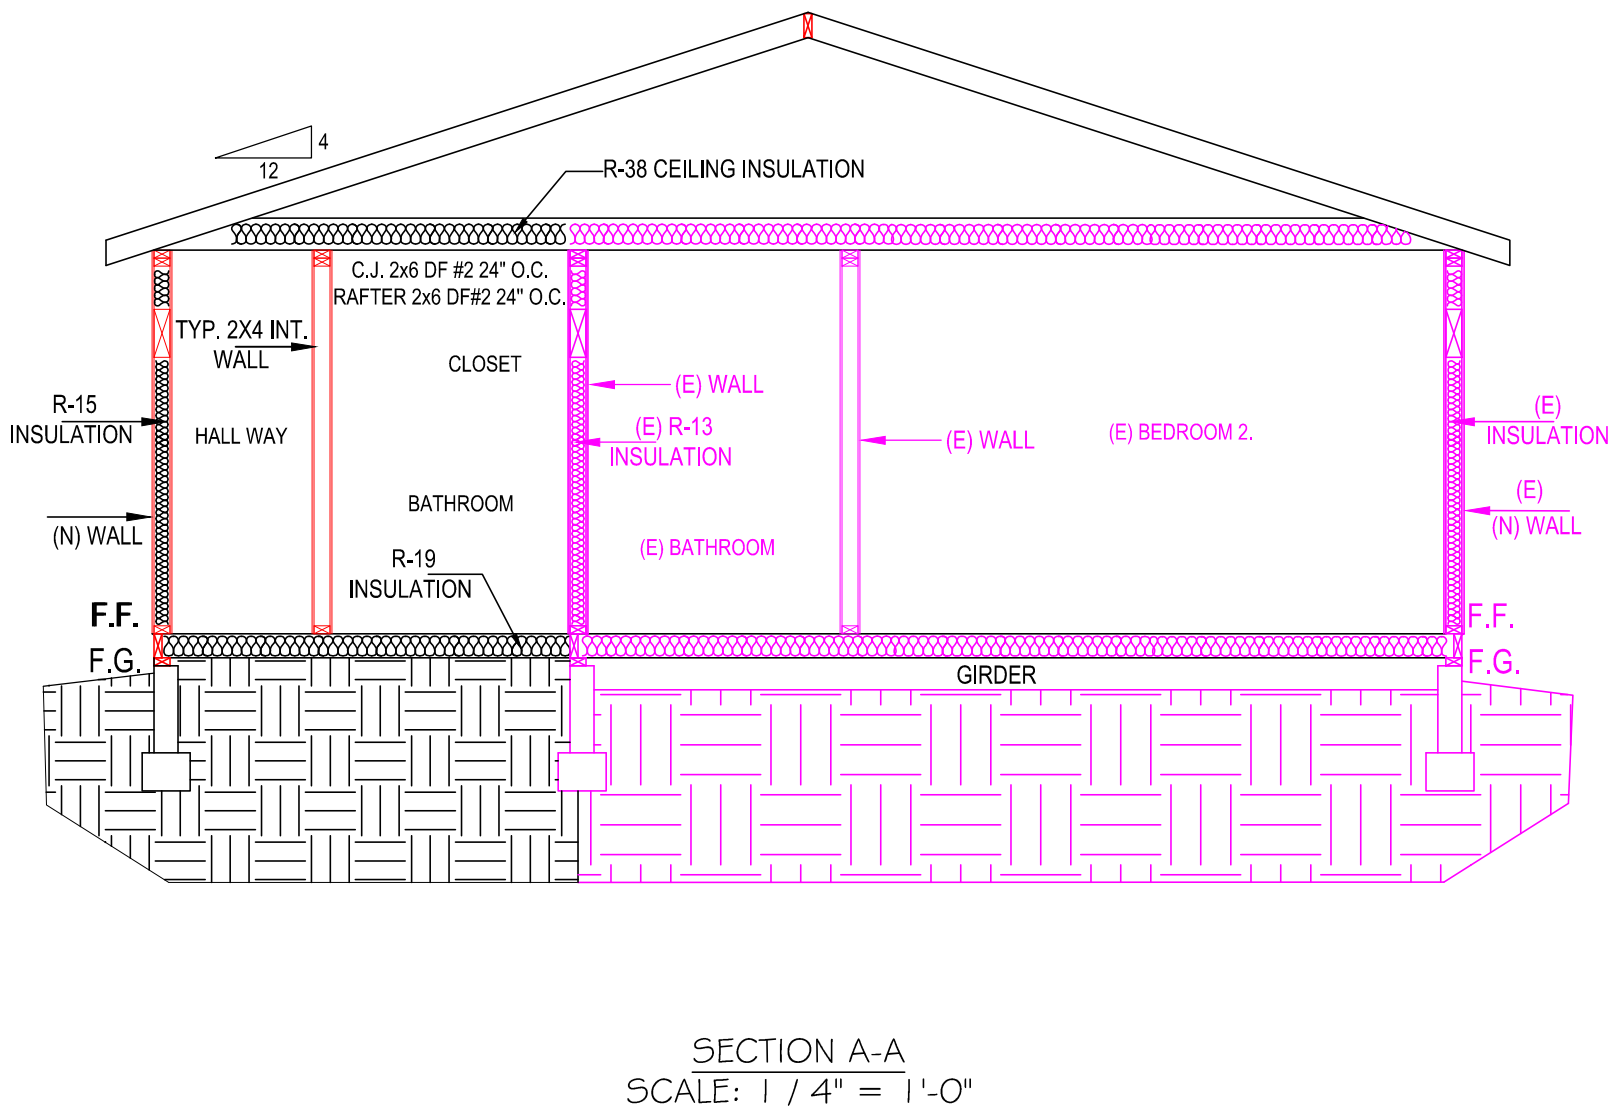 4
12
R-38 CEILING INSULATION
C.J. 2x6 DF #2 24" O.C.
RAFTER 2x6 DF#2 24" O.C.
TYP. 2X4 INT.
WALL
CLOSET
(E) WALL
R-15
INSULATION
HALL WAY
(E) R-13
INSULATION
(E) WALL
(E) BEDROOM 2.
(E)
INSULATION
BATHROOM
(N) WALL
(E)
(N) WALL
(E) BATHROOM
R-19
INSULATION
F.F.
F.F.
F.G.
F.G.
GIRDER
SECTION A-A
SCALE: 1 / 4" = 1'-0"